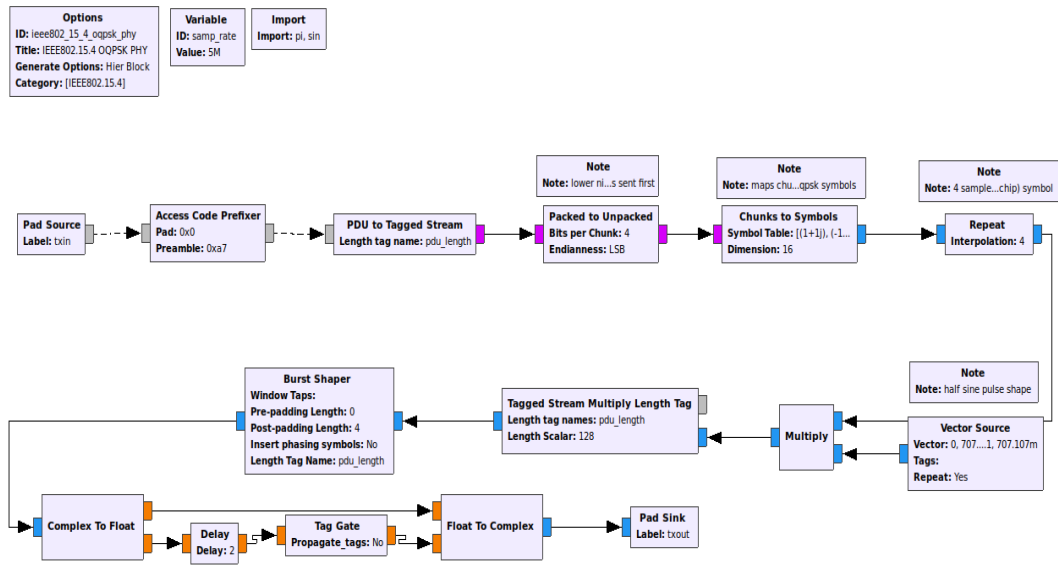 Options
ID: ieee802_15_4_oqpsk_phy
Title: IEEE802.15.4 OQPSK PHY
Generate Options: Hier Block
Category: [IEEE802.15.4]
Variable
ID: samp_rate
Value: 5M
Import
Import: pi, sin
Note
Note: lower ni...s sent first
Note
Note: maps chu...qpsk symbols
Note
Note: 4 sample...chip) symbol
Pad Source
Label: txin
Access Code Prefixer
Pad: 0x0
Preamble: 0xa7
PDU to Tagged Stream
Length tag name: pdu_length
Packed to Unpacked
Bits per Chunk: 4
Endianness: LSB
Chunks to Symbols
Symbol Table: [(1+1j), (-1...
Dimension: 16
Repeat
Interpolation: 4
Burst Shaper
Window Taps:
Pre-padding Length: 0
Post-padding Length: 4
Insert phasing symbols: No
Length Tag Name: pdu_length
Tagged Stream Multiply Length Tag
Length tag names: pdu_length
Length Scalar: 128
Multiply
Note
Note: half sine pulse shape
Vector Source
Vector: 0, 707....1, 707.107m
Tags:
Repeat: Yes
Complex To Float
Delay
Delay: 2
Tag Gate
Propagate_tags: No
Float To Complex
Pad Sink
Label: txout